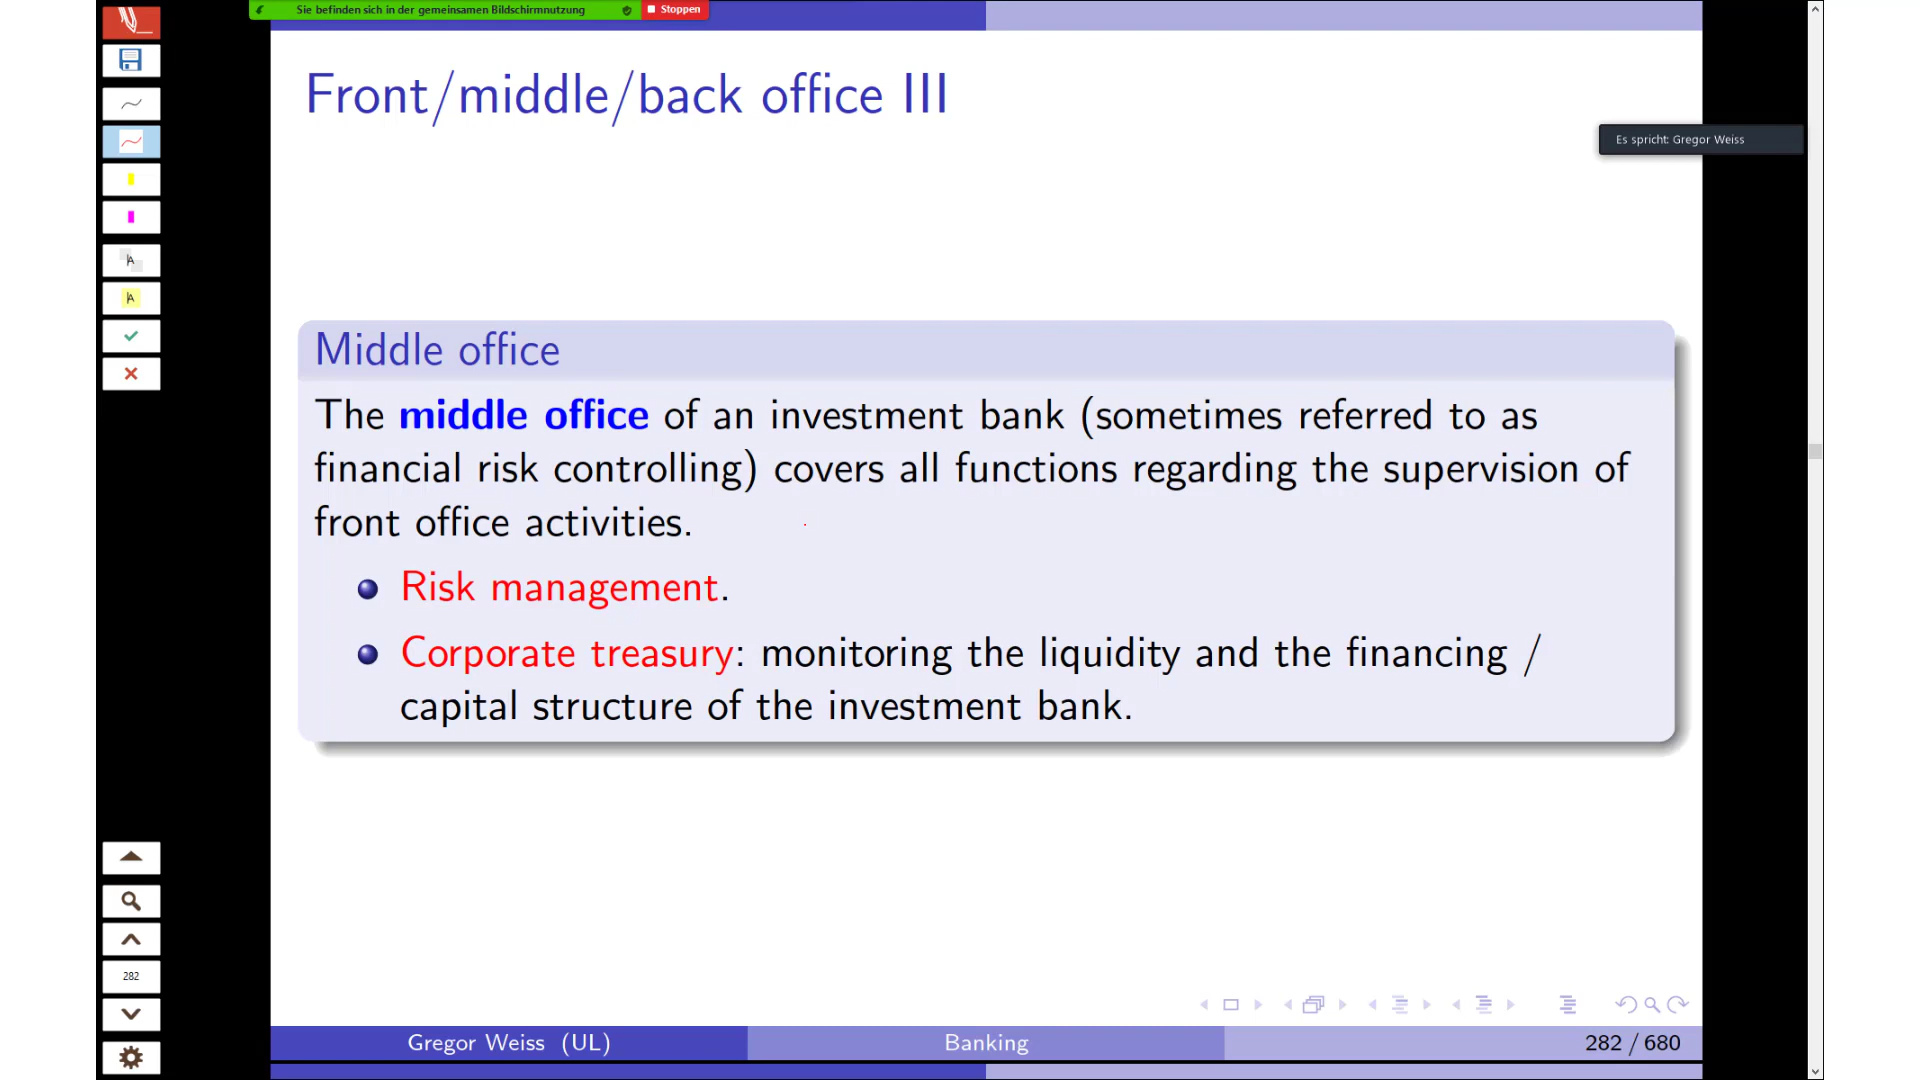 Sie befinden sich in der gemeinsamen Bildschirmnutzung
Stoppen
Front/middle/back office III
Es spricht: Gregor Weiss
Middle office
The middle office of an investment bank (sometimes referred to as
financial risk controlling) covers all functions regarding the supervision of
front office activities.
Risk management.
Corporate treasury: monitoring the liquidity and the financing /
capital structure of the investment bank.
A
A
282
Gregor Weiss (UL)
Banking
282 / 680